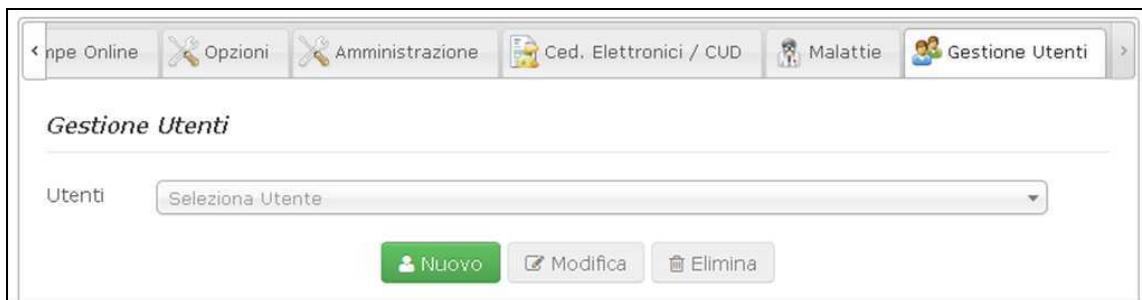 mpe Online Opzioni Amministrazione Ced. Elettronici / CUD Malattie Gestione Utenti
Gestione Utenti
Utenti Seleziona Utente
Nuovo Modifica Elimina